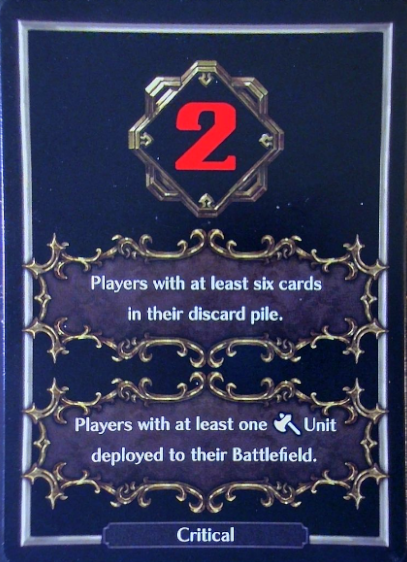 2
Players with at least six cards
in their discard pile.
Players with at least one Unit
deployed to their Battlefield.
Critical